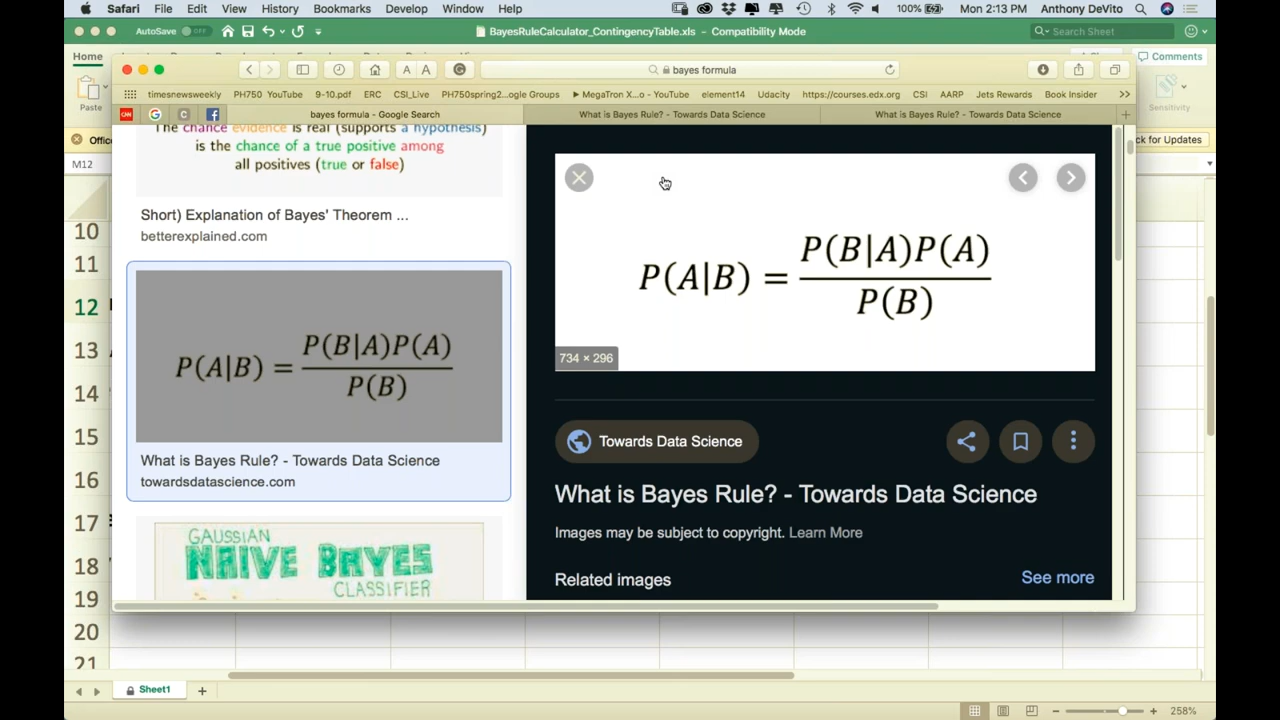 Safari File Edit View History Bookmarks Develop Window Help 100% Mon 2:13 PM Anthony DeVito
AutoSave OFF BayesRuleCalculator_ContingencyTable.xls - Compatibility Mode Search Sheet
Home Comments
bayes formula
Paste Sensitivity
timesnewsweekly PH750 YouTube 9-10.pdf ERC CSI_Live PH750spring2...ogle Groups ▶ MegaTron X...o - YouTube element14 Udacity https://courses.edx.org CSI AARP Jets Rewards Book Insider >>
CNN G C f bayes formula - Google Search What is Bayes Rule? - Towards Data Science What is Bayes Rule? - Towards Data Science +
Offic ck for Updates
M12
The chance evidence is real (supports a hypothesis)
is the chance of a true positive among
all positives (true or false)
Short) Explanation of Bayes' Theorem ...
betterexplained.com
P(A|B) = P(B|A)P(A) / P(B)
What is Bayes Rule? - Towards Data Science
towardsdatascience.com
GAUSSIAN
NAIVE BAYES
CLASSIFIER
P(A|B) = P(B|A)P(A) / P(B)
734 × 296
Towards Data Science
What is Bayes Rule? - Towards Data Science
Images may be subject to copyright. Learn More
Related images See more
10
11
12
13
14
15
16
17
18
19
20
21
Sheet1 +
258%